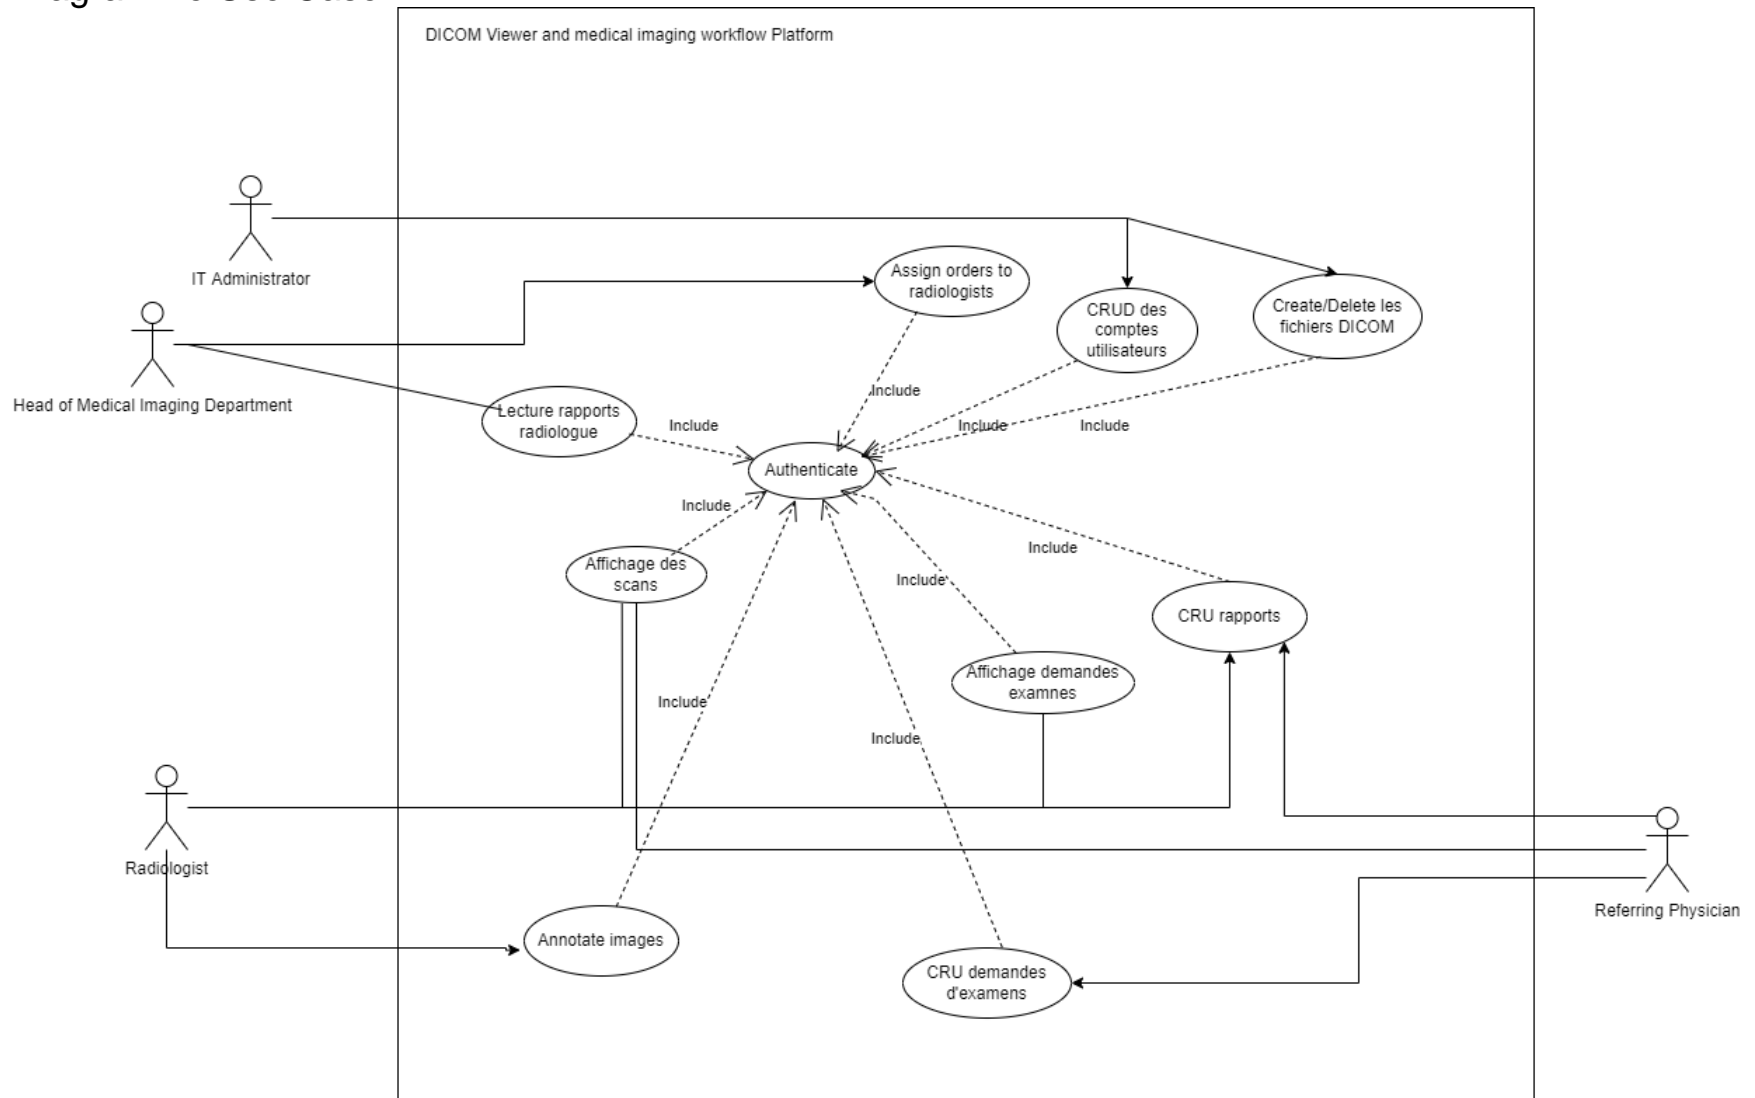 DICOM Viewer and medical imaging workflow Platform
IT Administrator
Assign orders to
radiologists
CRUD des
comptes
utilisateurs
Create/Delete les
fichiers DICOM
Head of Medical Imaging Department
Lecture rapports
radiologue
Include
Include
Include
Include
Authenticate
Include
Affichage des
scans
Include
Include
CRU rapports
Affichage demandes
examnes
Include
Include
Radiologist
Referring Physician
Annotate images
CRU demandes
d'examens